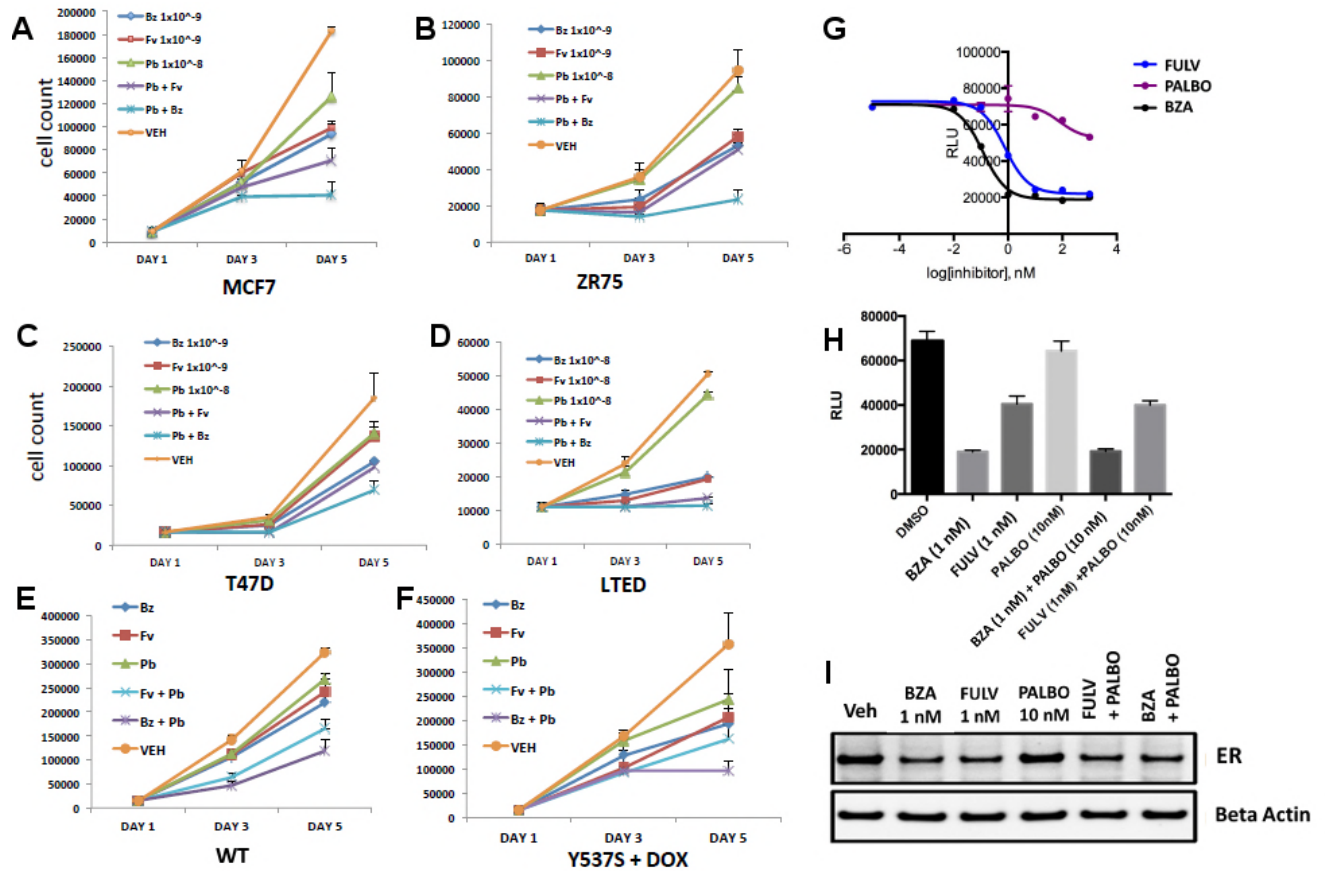 A
200000
180000
160000
140000
120000
100000
80000
60000
40000
20000
0
cell count
Bz 1x10^-9
Fv 1x10^-9
Pb 1x10^-8
Pb + Fv
Pb + Bz
VEH
DAY 1
DAY 3
DAY 5
MCF7
B
120000
100000
80000
60000
40000
20000
0
Bz 1x10^-9
Fv 1x10^-9
Pb 1x10^-8
Pb + Fv
Pb + Bz
VEH
DAY 1
DAY 3
DAY 5
ZR75
C
250000
200000
150000
100000
50000
0
cell count
Bz 1x10^-9
Fv 1x10^-9
Pb 1x10^-8
Pb + Fv
Pb + Bz
VEH
DAY 1
DAY 3
DAY 5
T47D
D
60000
50000
40000
30000
20000
10000
0
Bz 1x10^-8
Fv 1x10^-8
Pb 1x10^-8
Pb + Fv
Pb + Bz
VEH
DAY 1
DAY 3
DAY 5
LTED
E
400000
350000
300000
250000
200000
150000
100000
50000
0
Bz
Fv
Pb
Fv + Pb
Bz + Pb
VEH
DAY 1
DAY 3
DAY 5
WT
F
450000
400000
350000
300000
250000
200000
150000
100000
50000
0
Bz
Fv
Pb
Fv + Pb
Bz + Pb
VEH
DAY 1
DAY 3
DAY 5
Y537S + DOX
G
100000
80000
60000
40000
20000
RLU
-6
-4
-2
0
2
4
log[inhibitor], nM
FULV
PALBO
BZA
H
80000
60000
40000
20000
0
RLU
DMSO
BZA (1 nM)
FULV (1 nM)
PALBO (10nM)
BZA (1 nM) + PALBO (10 nM)
FULV (1nM) +PALBO (10nM)
I
Veh
BZA
1 nM
FULV
1 nM
PALBO
10 nM
FULV
+ PALBO
BZA
+ PALBO
ER
Beta Actin